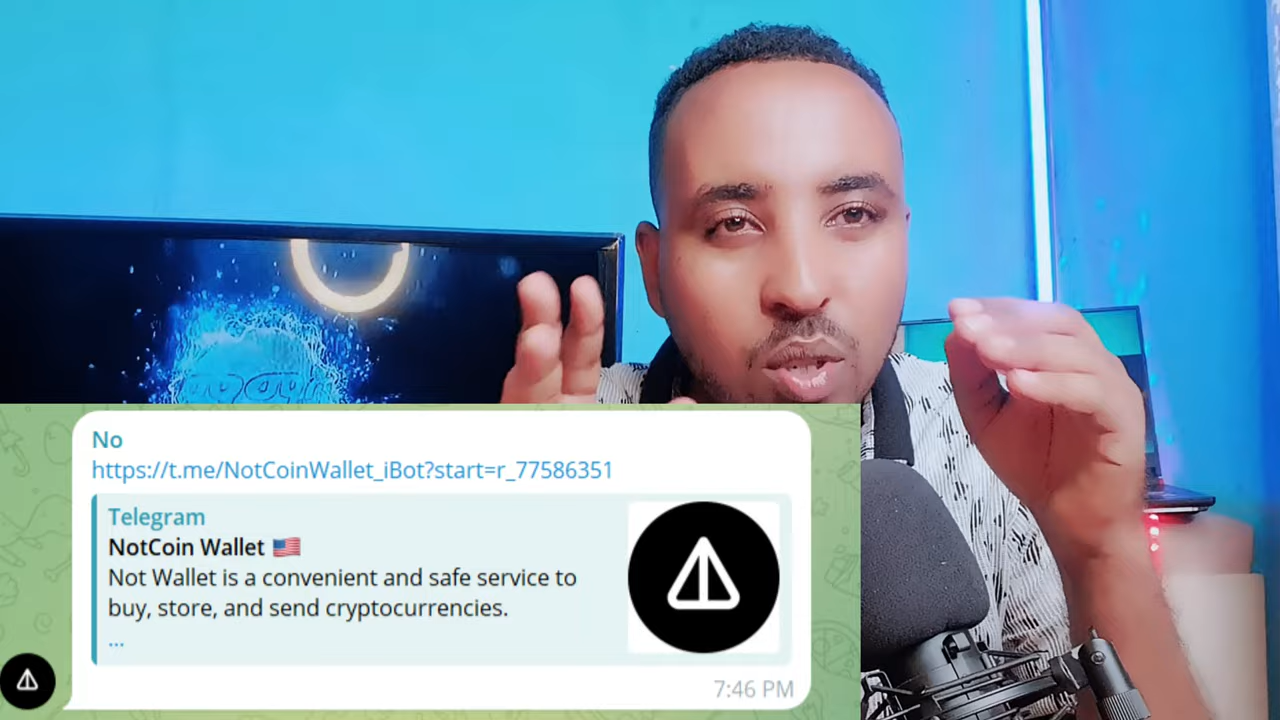 No
https://t.me/NotCoinWallet_iBot?start=r_77586351
Telegram
NotCoin Wallet 🇺🇸
Not Wallet is a convenient and safe service to
buy, store, and send cryptocurrencies.
...
7:46 PM